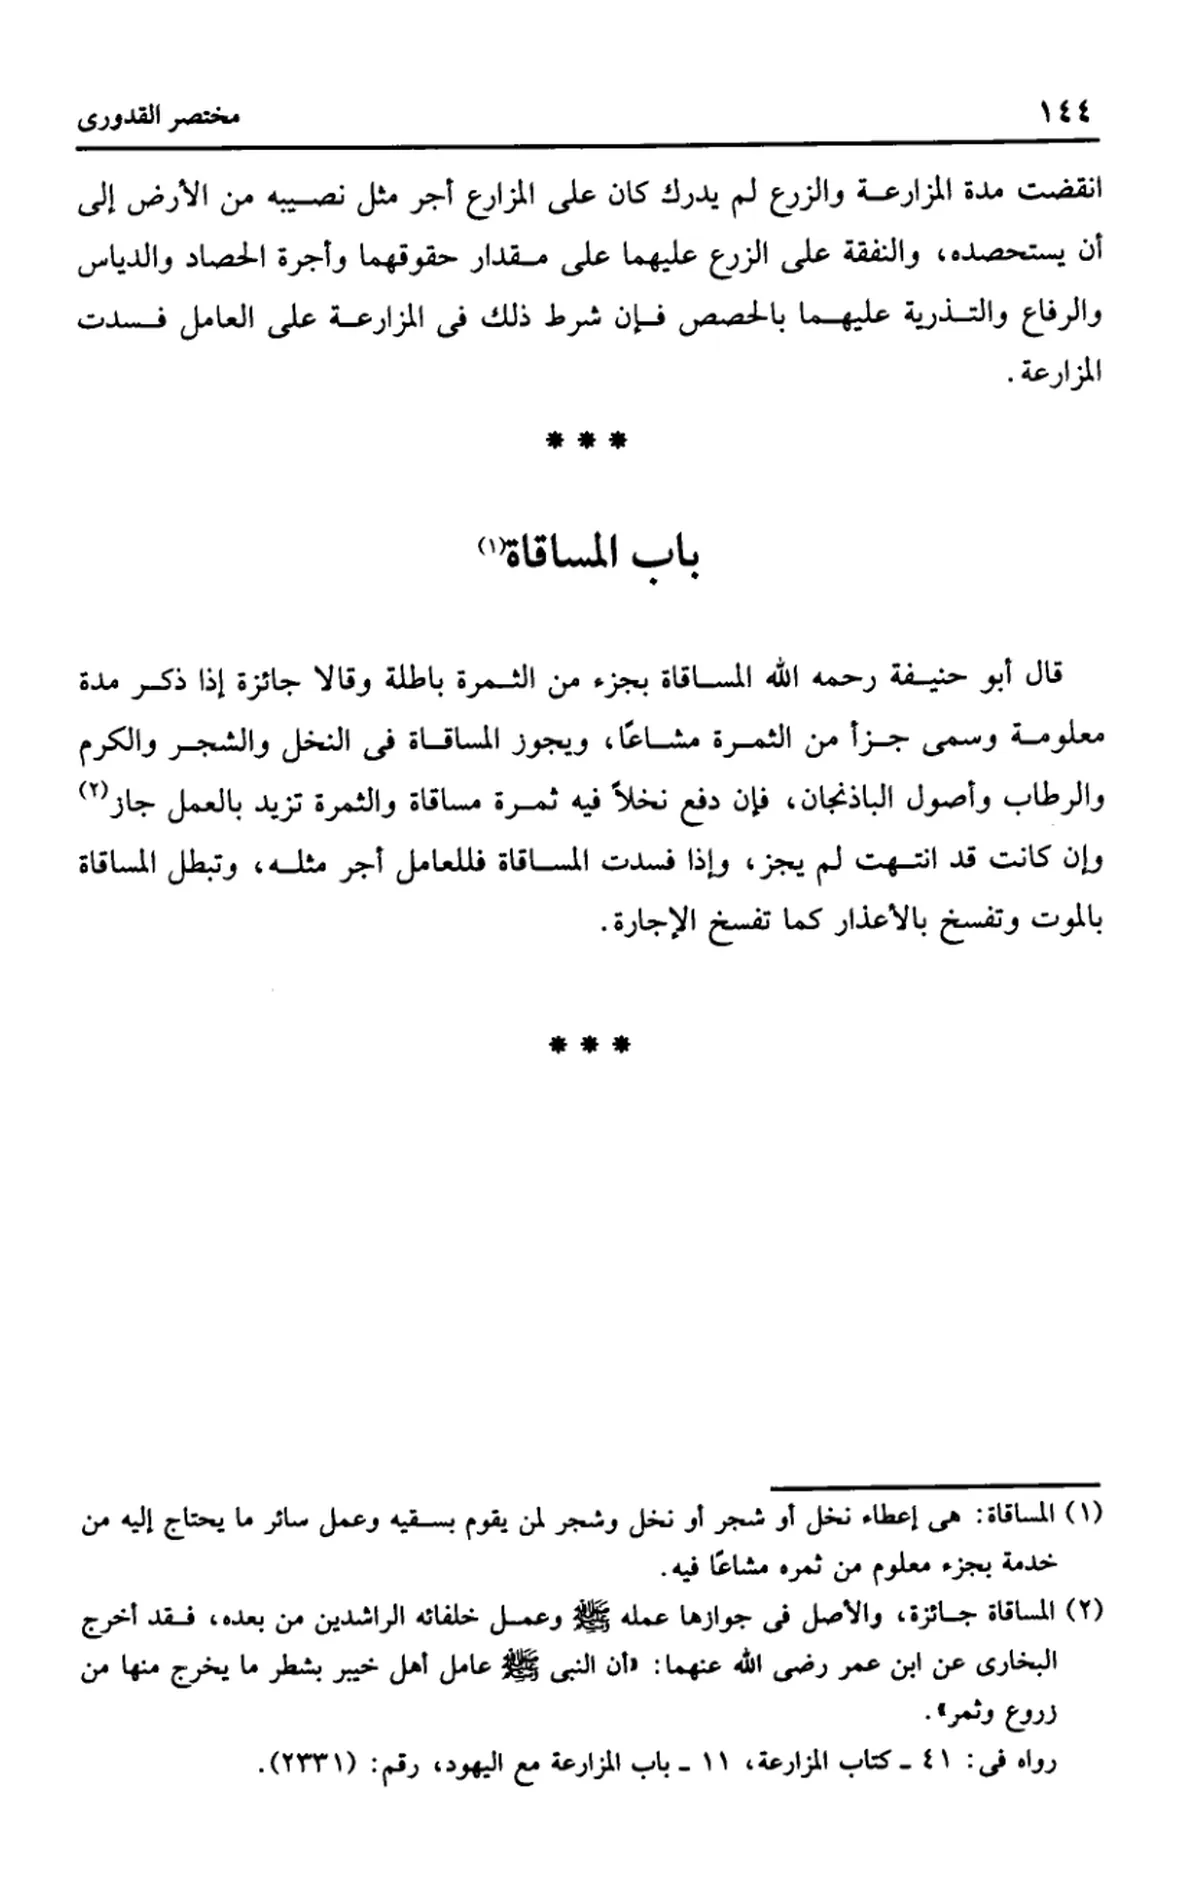 ١٤٤ مختصر القدورى
انقضت مدة المزارعة والزرع لم يدرك كان على المزارع أجر مثل نصيبه من الأرض إلى
أن يستحصده، والنفقة على الزرع عليهما على مقدار حقوقهما وأجرة الحصاد والدياس
والرفاع والتذرية عليهما بالحصص فإن شرط ذلك فى المزارعة على العامل فسدت
المزارعة.
* * *
باب المساقاة(١)
قال أبو حنيفة رحمه الله المساقاة بجزء من الثمرة باطلة وقالا جائزة إذا ذكر مدة
معلومة وسمى جزأ من الثمرة مشاعًا، ويجوز المساقاة فى النخل والشجر والكرم
والرطاب وأصول الباذنجان، فإن دفع نخلاً فيه ثمرة مساقاة والثمرة تزيد بالعمل جاز(٢)
وإن كانت قد انتهت لم يجز، وإذا فسدت المساقاة فللعامل أجر مثله، وتبطل المساقاة
بالموت وتفسخ بالأعذار كما تفسخ الإجارة.
* * *
(١) المساقاة: هى إعطاء نخل أو شجر أو نخل وشجر لمن يقوم بسقيه وعمل سائر ما يحتاج إليه من
خدمة بجزء معلوم من ثمره مشاعًا فيه.
(٢) المساقاة جائزة، والأصل فى جوازها عمله ﷺ وعمل خلفائه الراشدين من بعده، فقد أخرج
البخارى عن ابن عمر رضى الله عنهما: «أن النبى ﷺ عامل أهل خيبر بشطر ما يخرج منها من
زروع وثمر».
رواه فى: ٤١ ـ كتاب المزارعة، ١١ ـ باب المزارعة مع اليهود، رقم: (٢٣٣١).